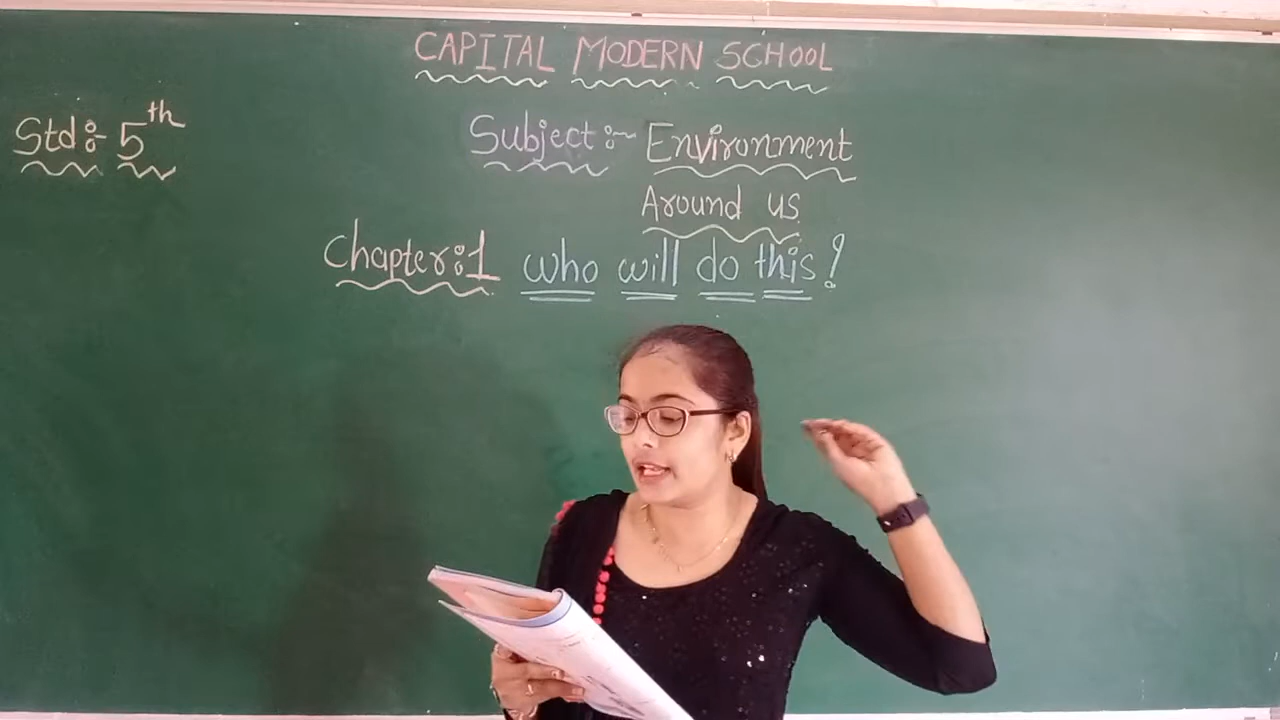 CAPITAL MODERN SCHOOL
Std:- 5th
Subject:- Environment
Around us
Chapter:1 who will do this!